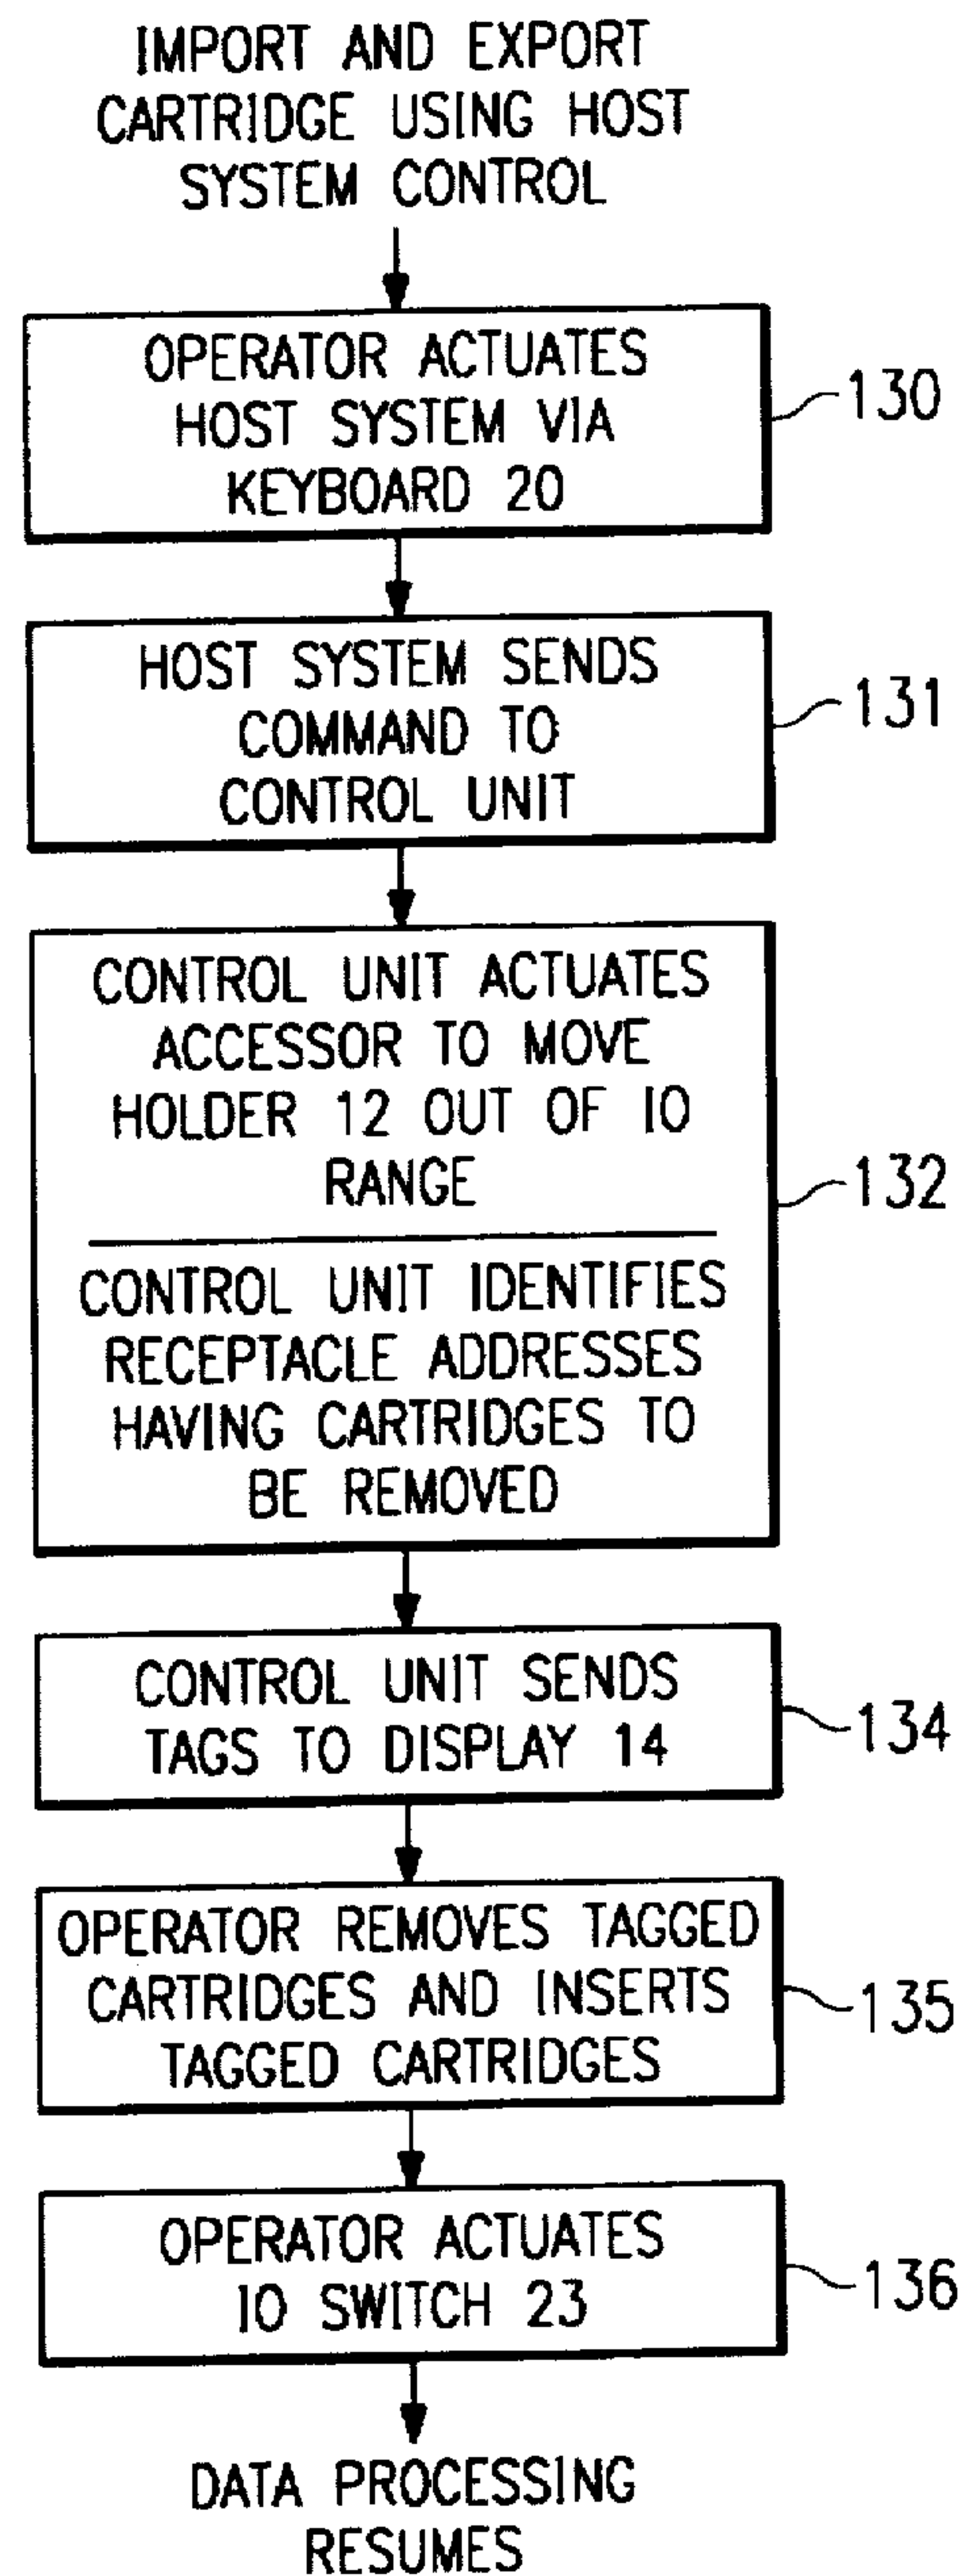 IMPORT AND EXPORT
CARTRIDGE USING HOST
SYSTEM CONTROL
OPERATOR ACTUATES
HOST SYSTEM VIA
KEYBOARD 20
130
HOST SYSTEM SENDS
COMMAND TO
CONTROL UNIT
131
CONTROL UNIT ACTUATES
ACCESSOR TO MOVE
HOLDER 12 OUT OF IO
RANGE
CONTROL UNIT IDENTIFIES
RECEPTACLE ADDRESSES
HAVING CARTRIDGES TO
BE REMOVED
132
CONTROL UNIT SENDS
TAGS TO DISPLAY 14
134
OPERATOR REMOVES TAGGED
CARTRIDGES AND INSERTS
TAGGED CARTRIDGES
135
OPERATOR ACTUATES
IO SWITCH 23
136
DATA PROCESSING
RESUMES